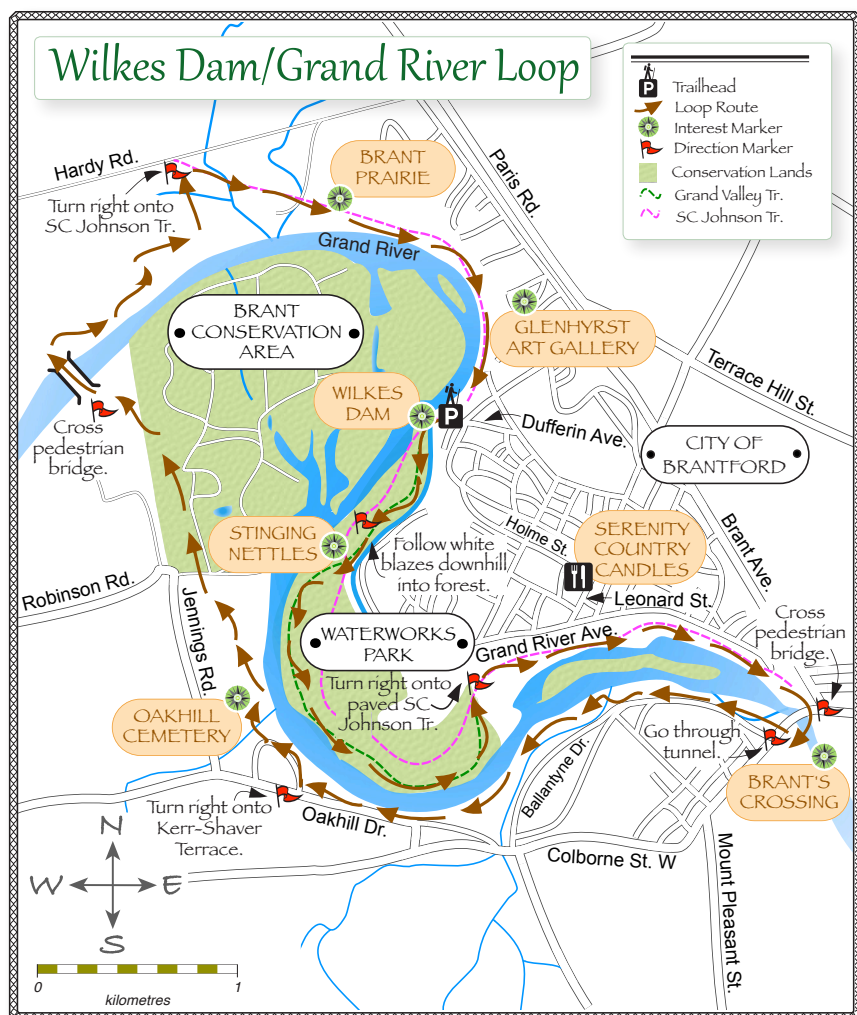 Wilkes Dam/Grand River Loop
P
Trailhead
Loop Route
Interest Marker
Direction Marker
Conservation Lands
Grand Valley Tr.
SC Johnson Tr.
Hardy Rd.
Turn right onto
SC Johnson Tr.
BRANT
PRAIRIE
Paris Rd.
Grand River
BRANT
CONSERVATION
AREA
GLENHYRST
ART GALLERY
Terrace Hill St.
WILKES
DAM
P
Dufferin Ave.
CITY OF
BRANTFORD
Cross
pedestrian
bridge.
STINGING
NETTLES
Follow white
blazes downhill
into forest.
Holme St.
SERENITY
COUNTRY
CANDLES
Brant Ave.
Robinson Rd.
Jennings Rd.
Leonard St.
Cross
pedestrian
bridge.
WATERWORKS
PARK
Grand River Ave.
Turn right onto
paved SC
Johnson Tr.
OAKHILL
CEMETERY
Go through
tunnel.
BRANT'S
CROSSING
Ballantyne Dr.
Turn right onto
Kerr-Shaver
Terrace.
Oakhill Dr.
Colborne St. W
Mount Pleasant St.
N
W
E
S
0
1
kilometres